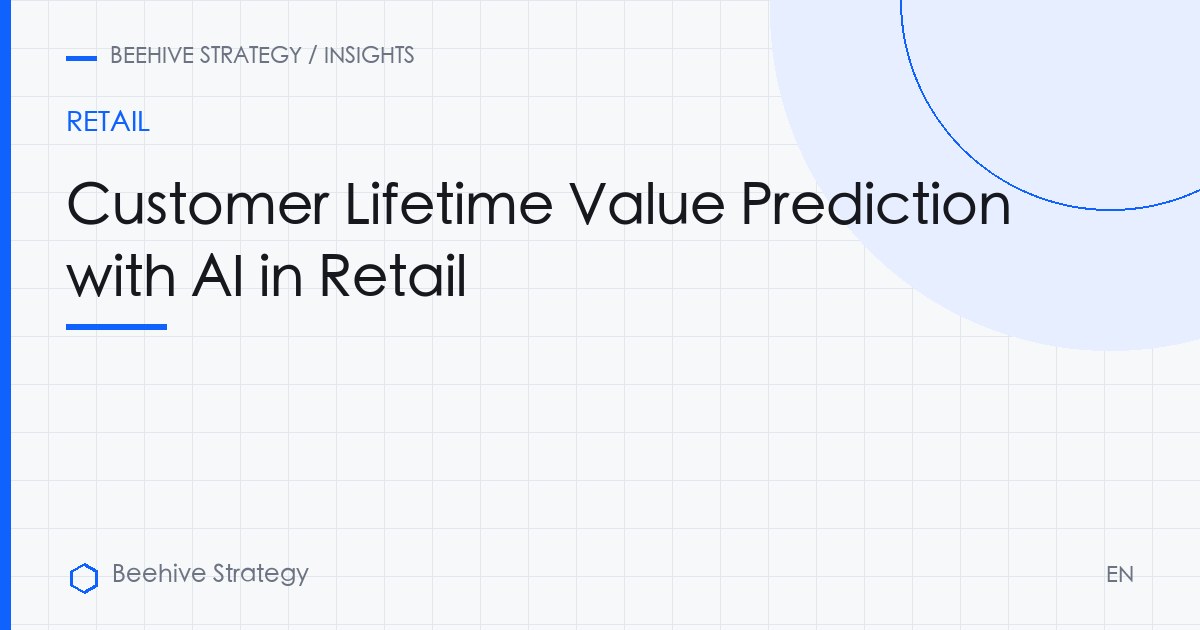 BEEHIVE STRATEGY / INSIGHTS
RETAIL
Customer Lifetime Value Prediction
with AI in Retail
Beehive Strategy
EN